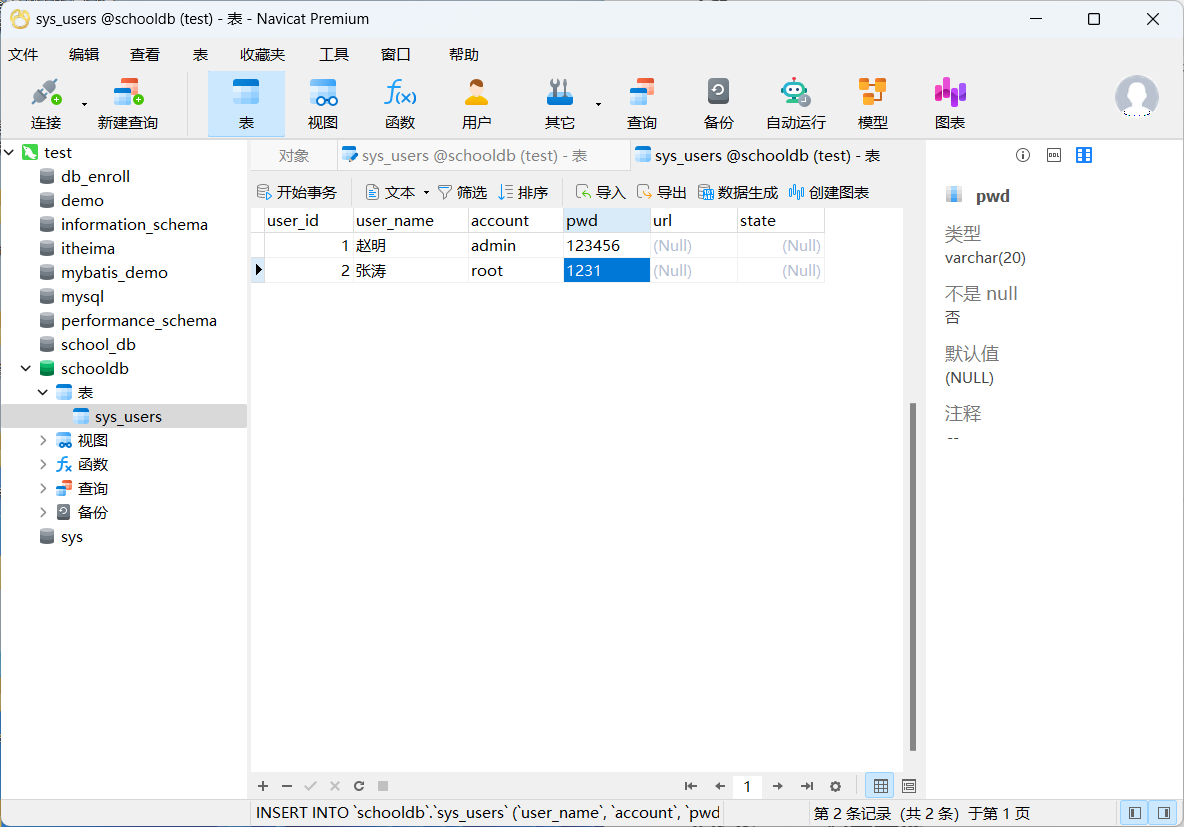 sys_users @schooldb (test) - 表 - Navicat Premium
文件 编辑 查看 表 收藏夹 工具 窗口 帮助
连接 新建查询 表 视图 函数 用户 其它 查询 备份 自动运行 模型 图表
test
db_enroll
demo
information_schema
itheima
mybatis_demo
mysql
performance_schema
school_db
schooldb
表
sys_users
视图
函数
查询
备份
sys
对象 sys_users @schooldb (test) - 表 sys_users @schooldb (test) - 表
开始事务 文本 筛选 排序 导入 导出 数据生成 创建图表
user_id user_name account pwd url state
1 赵明 admin 123456 (Null) (Null)
2 张涛 root 1231 (Null) (Null)
1
DDL
pwd
类型
varchar(20)
不是 null
否
默认值
(NULL)
注释
--
INSERT INTO `schooldb`.`sys_users` (`user_name`, `account`, `pwd 第 2 条记录 (共 2 条) 于第 1 页